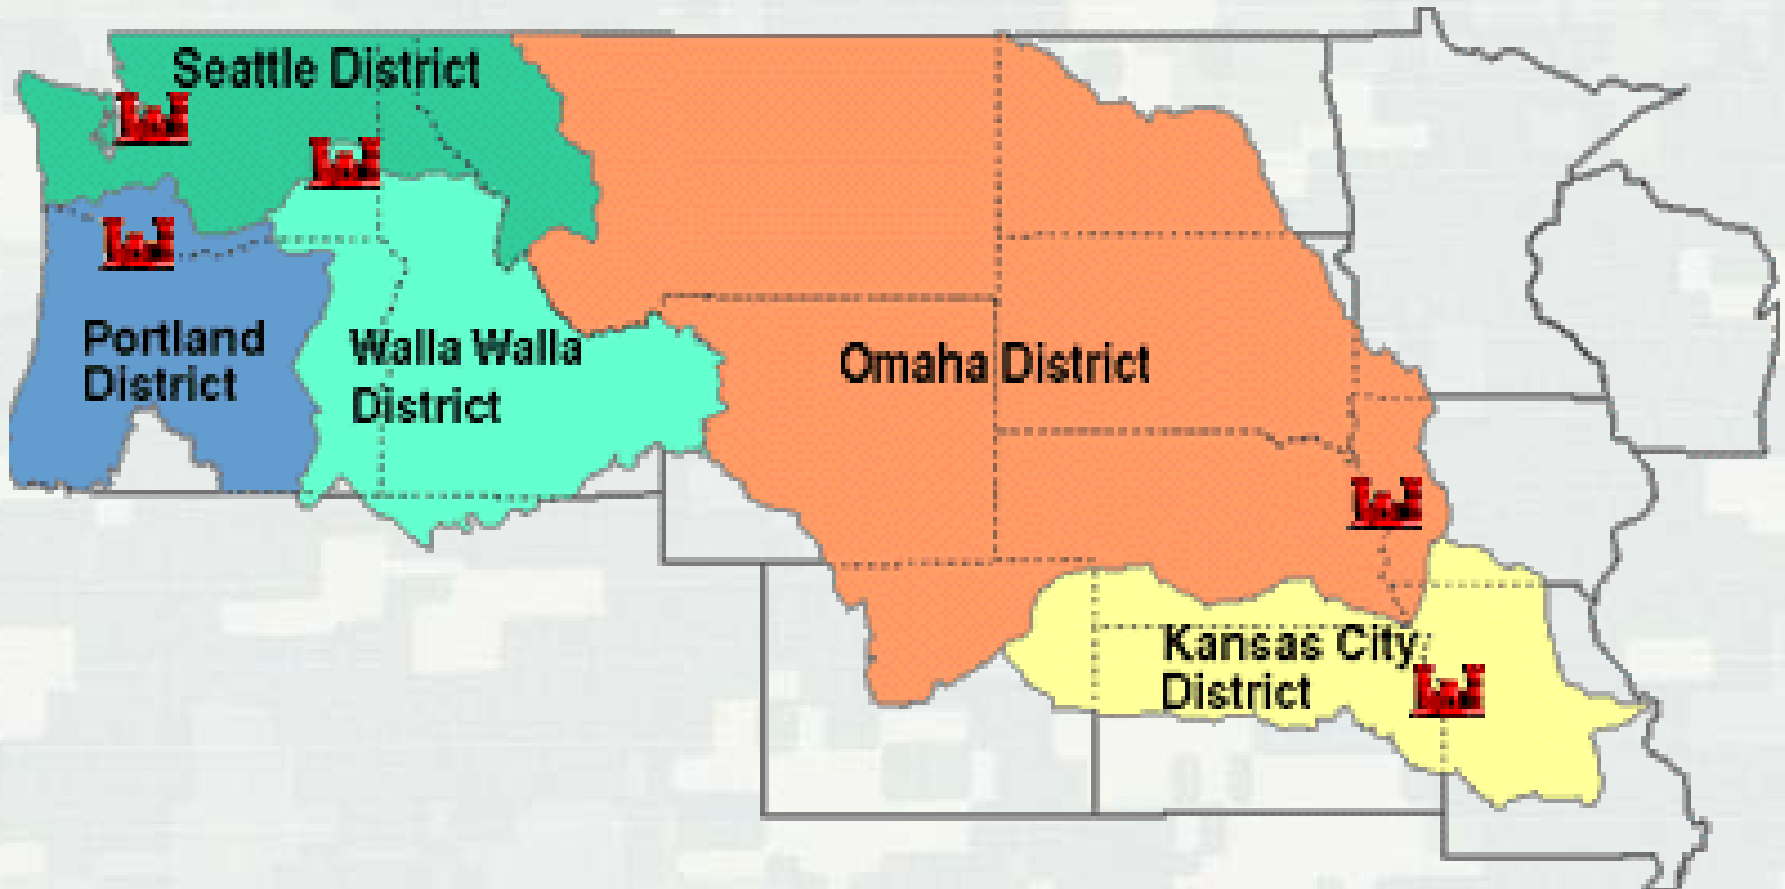 Seattle District
Portland
District
Walla Walla
District
Omaha District
Kansas City
District